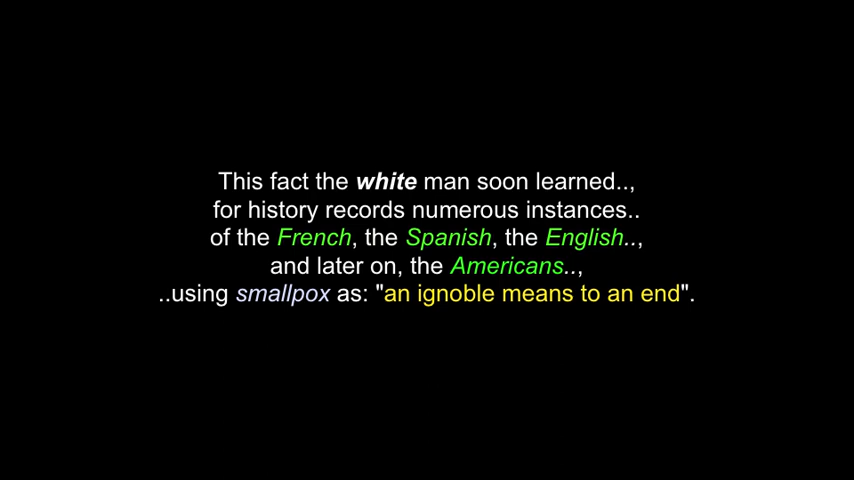 This fact the white man soon learned..,
for history records numerous instances..
of the French, the Spanish, the English..,
and later on, the Americans..,
..using smallpox as: "an ignoble means to an end".